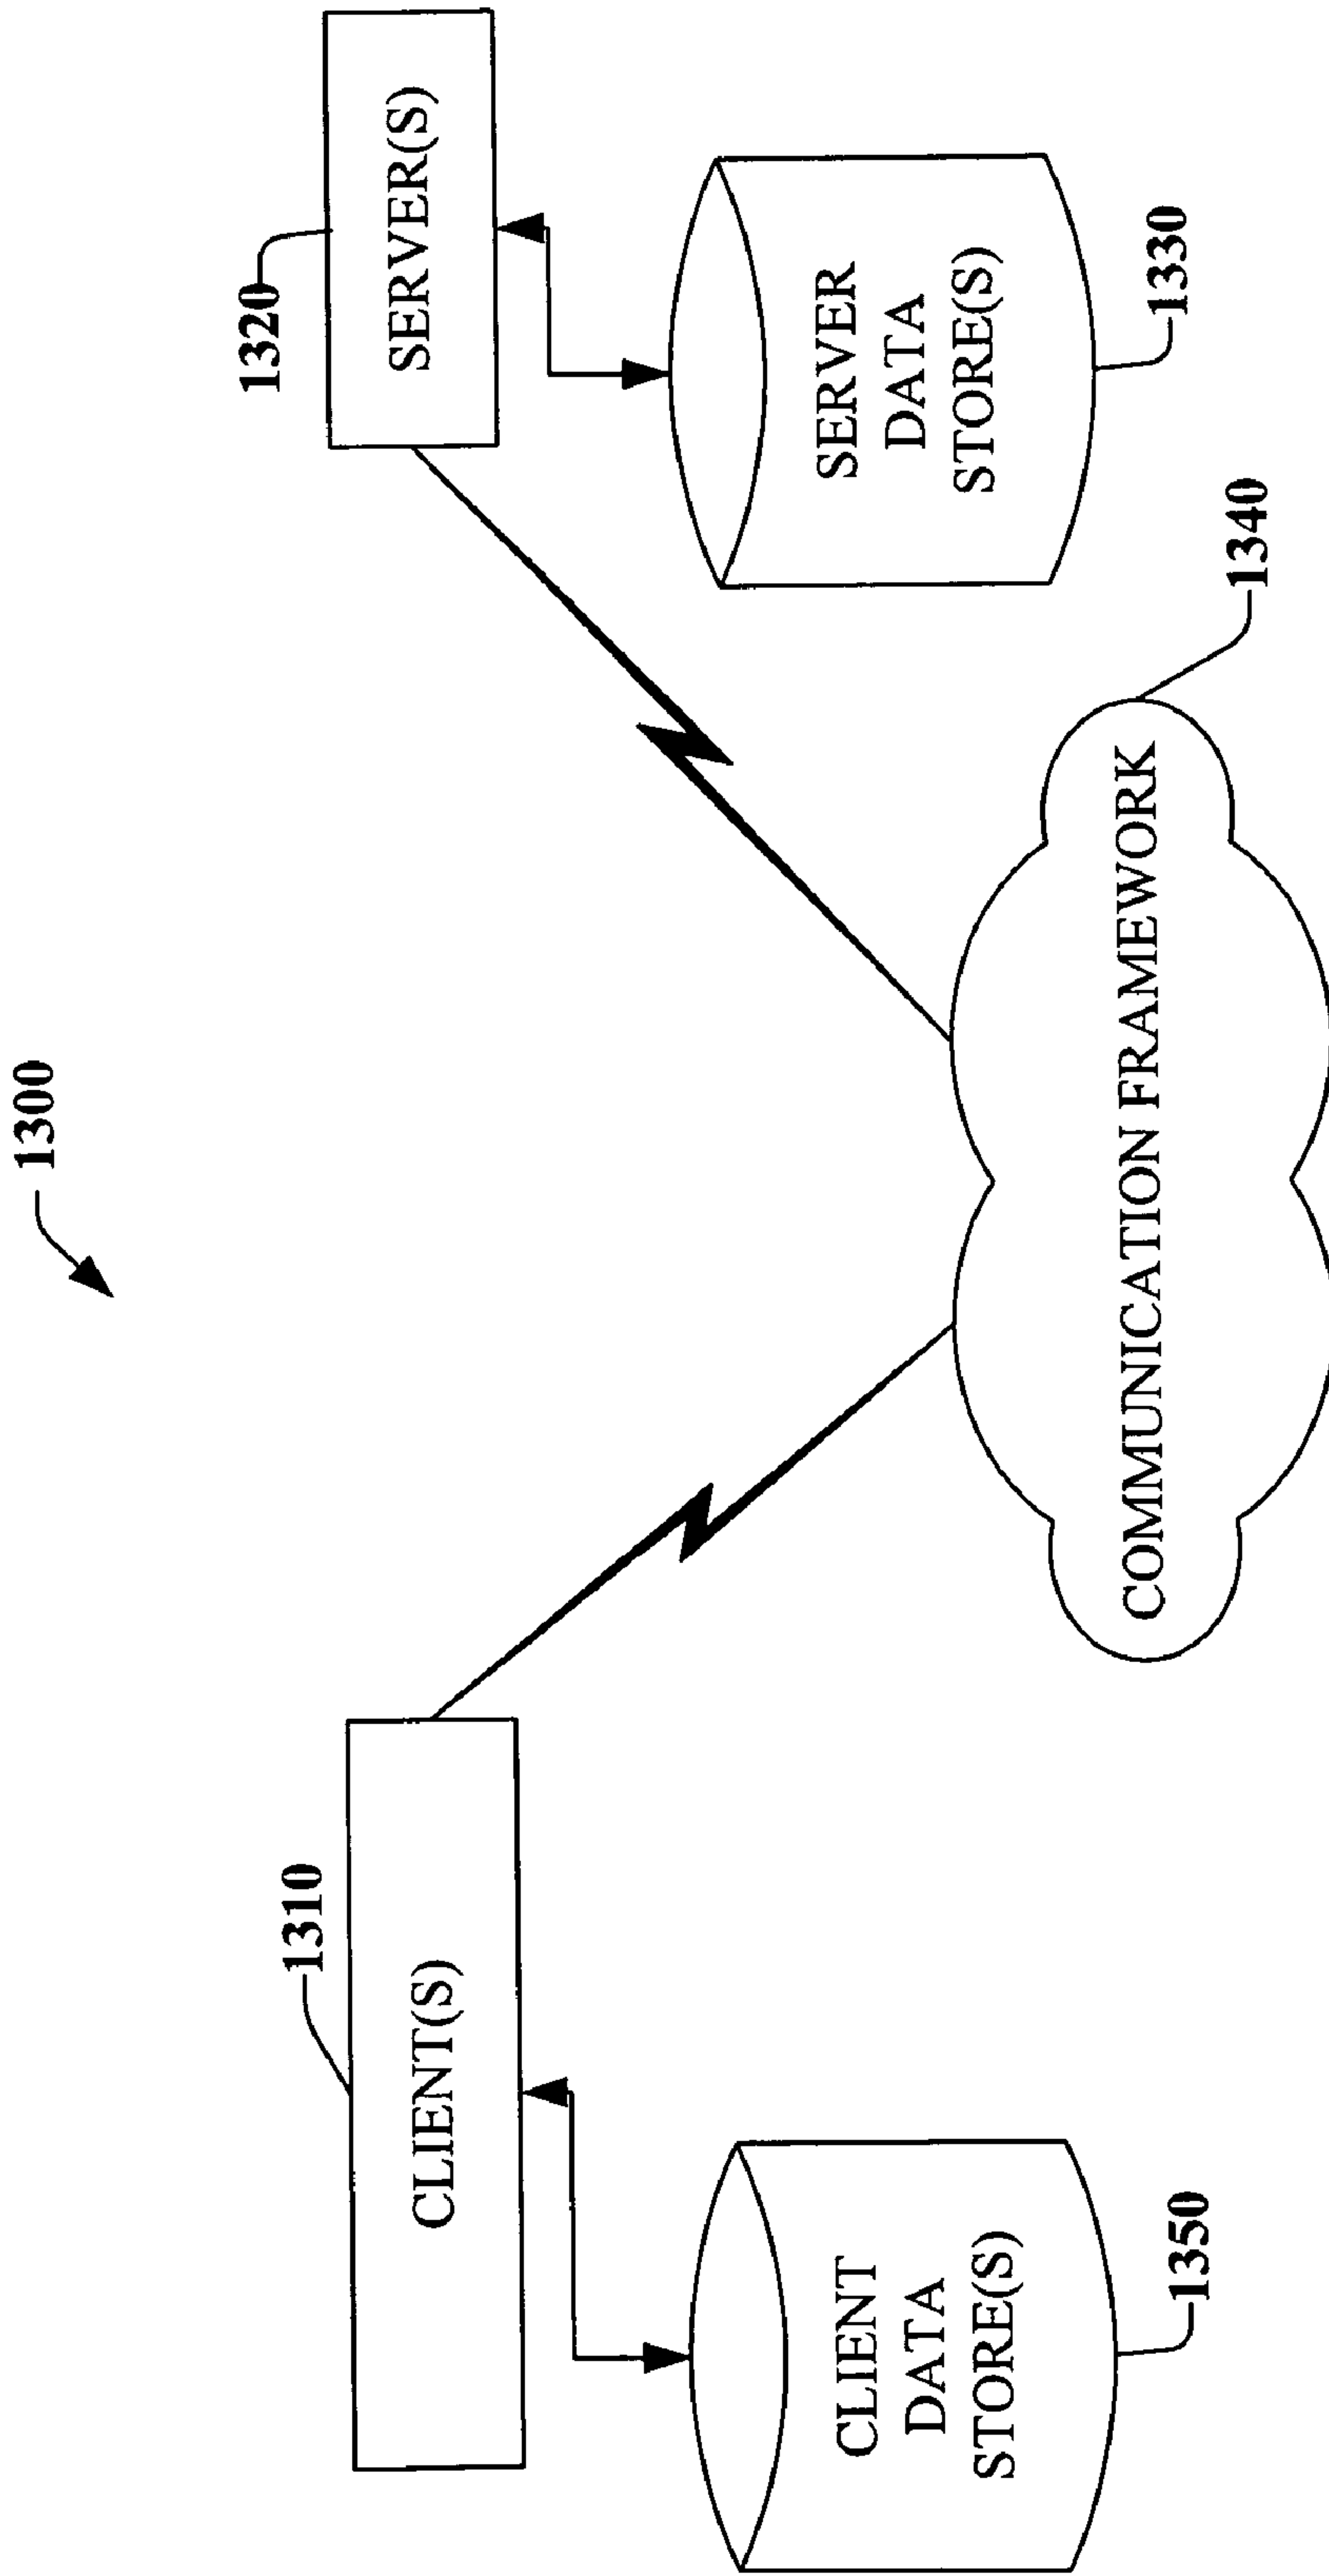 1300
1310
CLIENT(S)
1320
SERVER(S)
CLIENT
DATA
STORE(S)
1350
SERVER
DATA
STORE(S)
1330
COMMUNICATION FRAMEWORK
1340